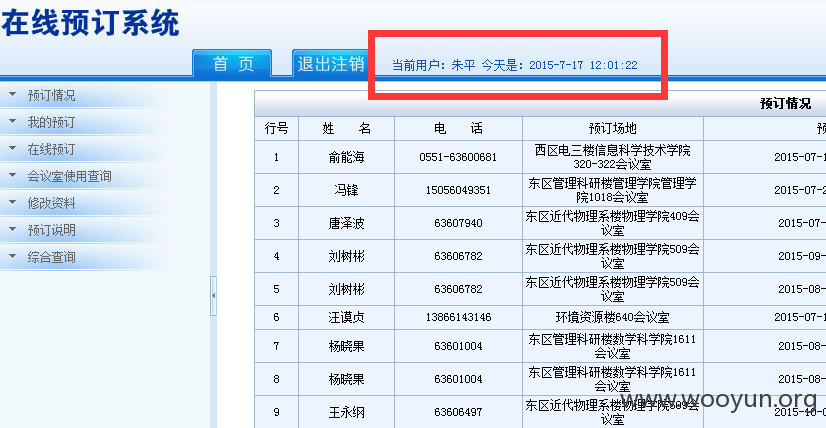 在线预订系统
首 页 退出注销 当前用户: 朱平 今天是: 2015-7-17 12:01:22
预订情况
我的预订
在线预订
会议室使用查询
修改资料
预订说明
综合查询
预订情况
行号 姓 名 电 话 预订场地
1 俞能海 0551-63600681 西区电三楼信息科学技术学院 2015-07-1
320-322会议室
2 冯锋 15056049351 东区管理科研楼管理学院管理学 2015-07-2
院1018会议室
3 唐泽波 63607940 东区近代物理系楼物理学院409会 2015-07-
议室
4 刘树彬 63606782 东区近代物理系楼物理学院509会 2015-09-
议室
5 刘树彬 63606782 东区近代物理系楼物理学院509会 2015-08-
议室
6 汪谟贞 13866143146 环境资源楼640会议室 2015-07-1
7 杨晓果 63601004 东区管理科研楼数学科学院1611 2015-08-
会议室
8 杨晓果 63601004 东区管理科研楼数学科学院1611 2015-08-
会议室
9 王永纲 63606497 东区近代物理系楼物理学院509会
议室
www.wooyun.org